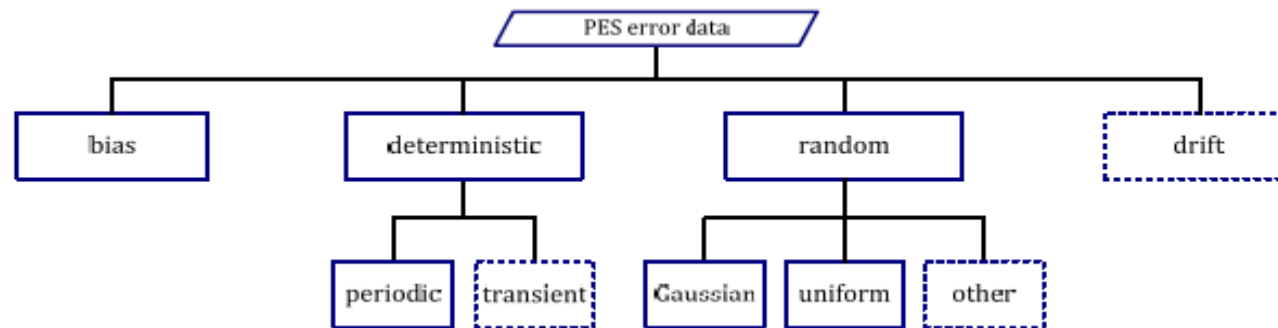 PES error data
bias
deterministic
random
drift
periodic
transient
Gaussian
uniform
other